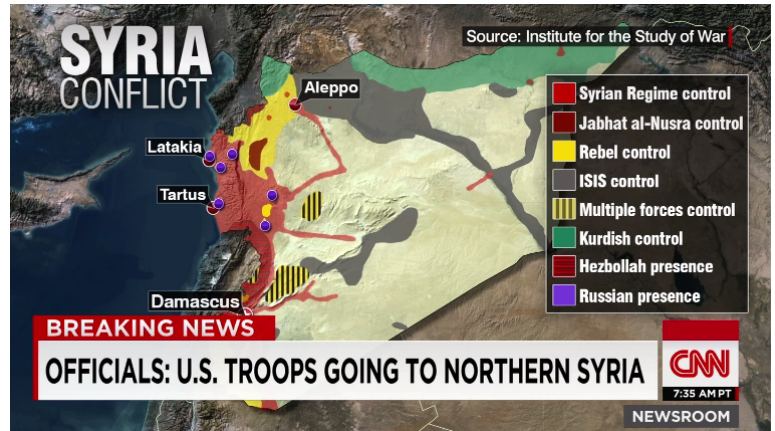 SYRIA
CONFLICT
Source: Institute for the Study of War
Aleppo
Latakia
Tartus
Damascus
Syrian Regime control
Jabhat al-Nusra control
Rebel control
ISIS control
Multiple forces control
Kurdish control
Hezbollah presence
Russian presence
BREAKING NEWS
OFFICIALS: U.S. TROOPS GOING TO NORTHERN SYRIA
CNN
7:35 AM PT
NEWSROOM